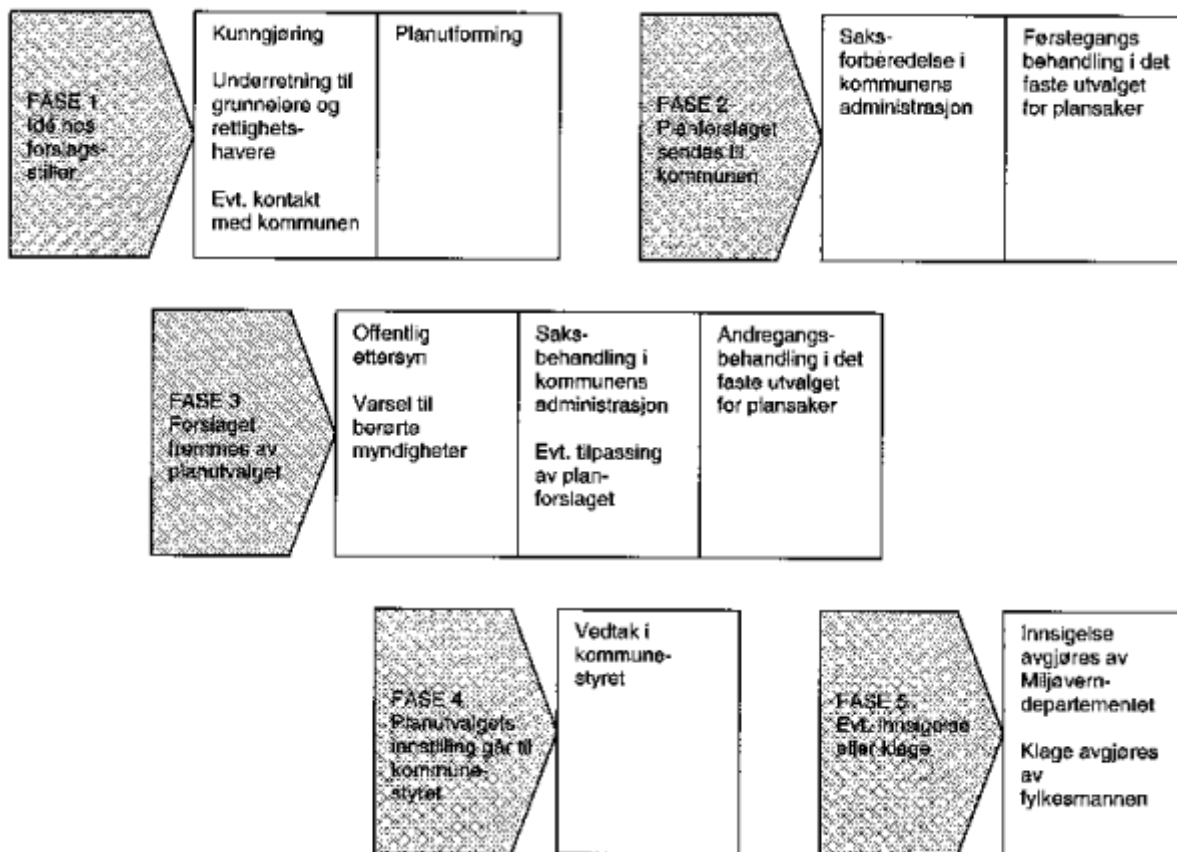 FASE 1
Idé hos
forslags-
stiller
Kunngjøring
Underretning til
grunneiere og
rettighets-
havere
Evt. kontakt
med kommunen
Planutforming
FASE 2
Planforslaget
sendes til
kommunen
Saks-
forberedelse i
kommunens
administrasjon
Førstegangs
behandling i det
faste utvalget
for plansaker
FASE 3
Forslaget
fremmes av
planutvalget
Offentlig
ettersyn
Varsel til
berørte
myndigheter
Saks-
behandling i
kommunens
administrasjon
Evt. tilpassing
av plan-
forslaget
Andregangs-
behandling i det
faste utvalget
for plansaker
FASE 4
Planutvalgets
innstilling går til
kommune-
styret
Vedtak i
kommune-
styret
FASE 5
Evt. innsigelse
eller klage
Innsigelse
avgjøres av
Miljøvern-
departementet
Klage avgjøres
av
fylkesmannen